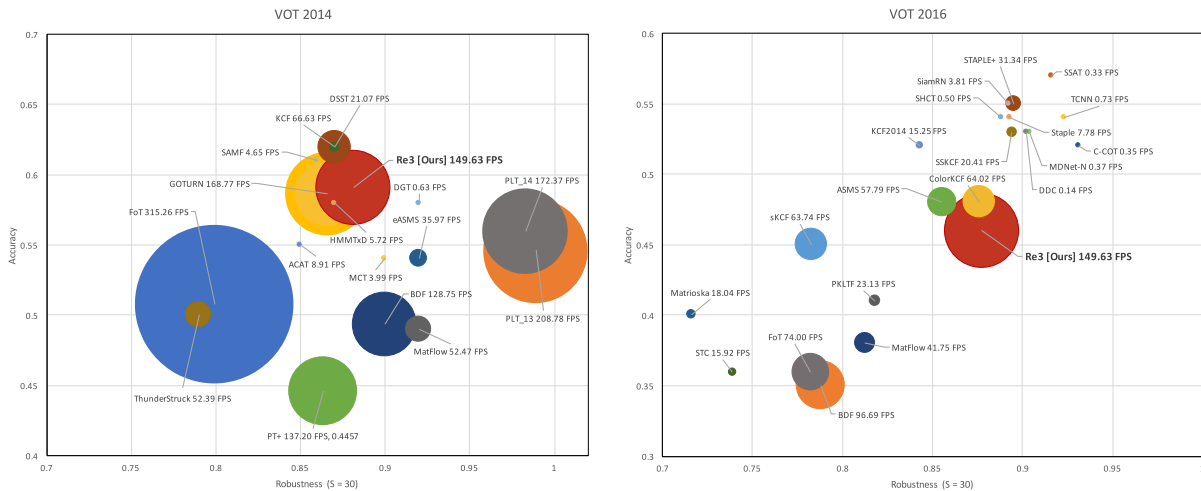 VOT 2014
0.7
0.65
0.6
0.55
0.5
0.45
0.4
Accuracy
0.7
0.75
0.8
0.85
0.9
0.95
1
Robustness (S = 30)
DSST 21.07 FPS
KCF 66.63 FPS
SAMF 4.65 FPS
Re3 [Ours] 149.63 FPS
GOTURN 168.77 FPS
DGT 0.63 FPS
PLT_14 172.37 FPS
FoT 315.26 FPS
eASMS 35.97 FPS
HMMTxD 5.72 FPS
ACAT 8.91 FPS
MCT 3.99 FPS
BDF 128.75 FPS
PLT_13 208.78 FPS
MatFlow 52.47 FPS
ThunderStruck 52.39 FPS
PT+ 137.20 FPS, 0.4457
VOT 2016
0.6
0.55
0.5
0.45
0.4
0.35
0.3
Accuracy
0.7
0.75
0.8
0.85
0.9
0.95
Robustness (S = 30)
STAPLE+ 31.34 FPS
SSAT 0.33 FPS
SiamRN 3.81 FPS
SHCT 0.50 FPS
TCNN 0.73 FPS
KCF2014 15.25 FPS
Staple 7.78 FPS
C-COT 0.35 FPS
SSKCF 20.41 FPS
MDNet-N 0.37 FPS
ColorKCF 64.02 FPS
DDC 0.14 FPS
ASMS 57.79 FPS
sKCF 63.74 FPS
Re3 [Ours] 149.63 FPS
PKLTF 23.13 FPS
Matrioska 18.04 FPS
FoT 74.00 FPS
MatFlow 41.75 FPS
STC 15.92 FPS
BDF 96.69 FPS